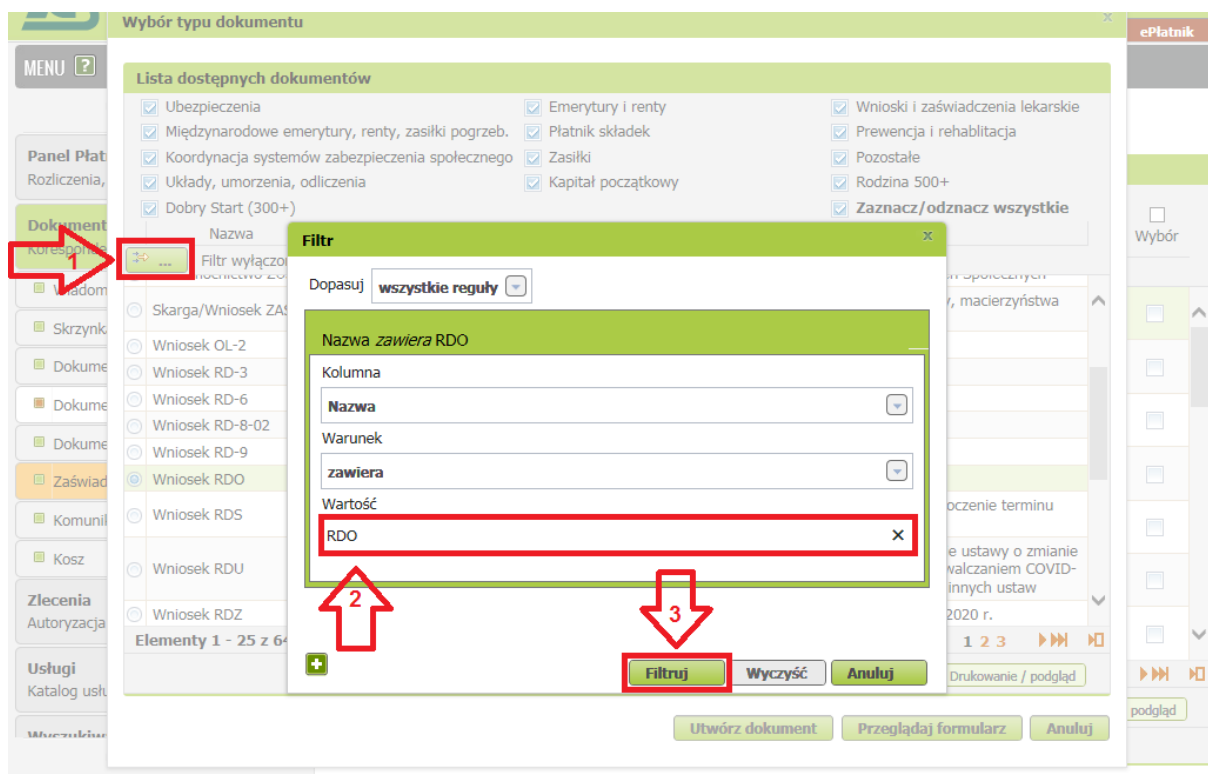 Wybór typu dokumentu
x
ePłatnik
MENU ?
Lista dostępnych dokumentów
Ubezpieczenia
Emerytury i renty
Wnioski i zaświadczenia lekarskie
Międzynarodowe emerytury, renty, zasiłki pogrzeb.
Płatnik składek
Prewencja i rehablitacja
Koordynacja systemów zabezpieczenia społecznego
Zasiłki
Pozostałe
Układy, umorzenia, odliczenia
Kapitał początkowy
Rodzina 500+
Dobry Start (300+)
Zaznacz/odznacz wszystkie
Panel Płat
Rozliczenia,
Dokument
Nazwa
Wybór
1
...
Filtr wyłączo
Skrzynk
Dokume
Dokume
Dokume
Zaświad
Komunik
Kosz
Zlecenia
Autoryzacja
Usługi
Katalog usłu
Skarga/Wniosek ZAS
, macierzyństwa
Wniosek OL-2
Wniosek RD-3
Wniosek RD-6
Wniosek RD-8-02
Wniosek RD-9
Wniosek RDO
Wniosek RDS
oczenie terminu
Wniosek RDU
e ustawy o zmianie
walczaniem COVID-
innych ustaw
Wniosek RDZ
2020 r.
Elementy 1 - 25 z 64
1 2 3
Filtr
x
Dopasuj wszystkie reguły
Nazwa zawiera RDO
Kolumna
Nazwa
Warunek
zawiera
Wartość
RDO
2
3
Filtruj
Wyczyść
Anuluj
Drukowanie / podgląd
podgląd
Utwórz dokument
Przeglądaj formularz
Anuluj